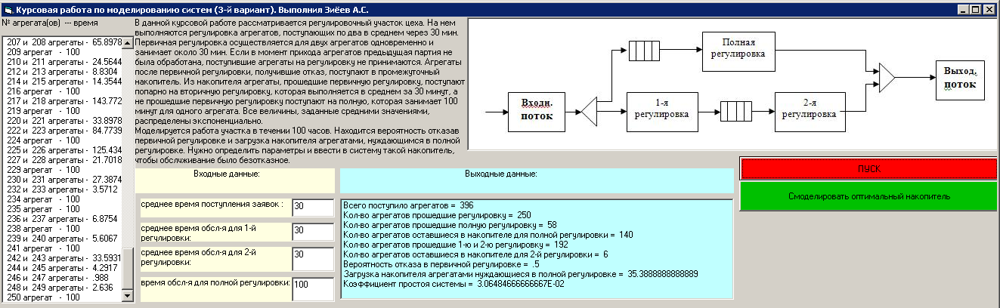 Курсовая работа по моделированию систем (3-й вариант). Выполнил Зиёев А.С.
№ агрегата(ов) --- время
207 и 208 агрегаты - 65.8978
209 агрегат - 100
210 и 211 агрегаты - 24.5644
212 и 213 агрегаты - 8.8304
214 и 215 агрегаты - 14.3544
216 агрегат - 100
217 и 218 агрегаты - 143.772
219 агрегат - 100
220 и 221 агрегаты - 33.8978
222 и 223 агрегаты - 84.7739
224 агрегат - 100
225 и 226 агрегаты - 125.434
227 и 228 агрегаты - 21.7018
229 агрегат - 100
230 и 231 агрегаты - 27.3874
232 и 233 агрегаты - 3.5712
234 агрегат - 100
235 агрегат - 100
236 и 237 агрегаты - 6.8754
238 агрегат - 100
239 и 240 агрегаты - 5.6067
241 агрегат - 100
242 и 243 агрегаты - 33.5931
244 и 245 агрегаты - 4.2917
246 и 247 агрегаты - .988
248 и 249 агрегаты - 2.636
250 агрегат - 100
В данной курсовой работе рассматривается регулировочный участок цеха. На нем
выполняются регулировка агрегатов, поступающих по два в среднем через 30 мин.
Первичная регулировка осуществляется для двух агрегатов одновременно и
занимает около 30 мин. Если в момент прихода агрегатов предыдущая партия не
была обработана, поступившие агрегаты на регулировку не принимаются. Агрегаты
после первичной регулировки, получившие отказ, поступают в промежуточный
накопитель. Из накопителя агрегаты, прошедшие первичную регулировку, поступают
попарно на вторичную регулировку, которая выполняется в среднем за 30 минут, а
не прошедшие первичную регулировку поступают на полную, которая занимает 100
минут для одного агрегата. Все величины, заданные средними значениями,
распределены экспоненциально.
Моделируется работа участка в течении 100 часов. Находится вероятность отказав
первичной регулировке и загрузка накопителя агрегатами, нуждающимся в полной
регулировке. Нужно определить параметры и ввести в систему такой накопитель,
чтобы обслчживание было безотказное.
Полная
регулировка
Входн.
поток
1-я
регулировка
2-я
регулировка
Выход.
поток
Входные данные:
среднее время поступления заявок :
30
среднее время обсл-я для 1-й
регулировки:
30
среднее время обсл-я для 2-й
регулировки:
30
время обсл-я для полной регулировки:
100
Выходные данные:
Всего поступило агрегатов = 396
Кол-во агрегатов прошедшие регулировку = 250
Кол-во агрегатов прошедшие полную регулировку = 58
Кол-во агрегатов оставшиеся в накопителе для полной регулировки = 140
Кол-во агрегатов прошедшие 1-ю и 2-ю регулировку = 192
Кол-во агрегатов оставшиеся в накопителе для 2-й регулировки = 6
Вероятность отказа в первичной регулировке = .5
Загрузка накопителя агрегатами нуждающиеся в полной регулировке = 35.3888888888889
Коэффициент простоя системы = 3.06484666666667E-02
ПУСК
Смоделировать оптимальный накопитель